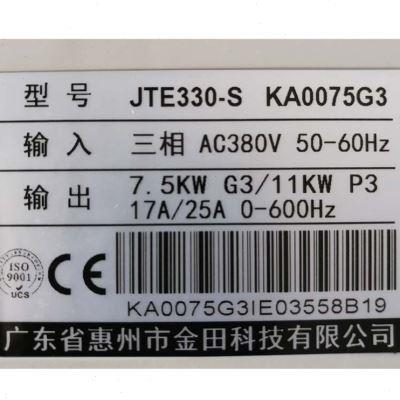 型 号 JTE330-S KA0075G3
输 入 三相 AC380V 50-60Hz
输 出 7.5KW G3/11KW P3
17A/25A 0-600Hz
ISO
9001
UCS
CE
KA0075G3IE03558B19
广东省惠州市金田科技有限公司